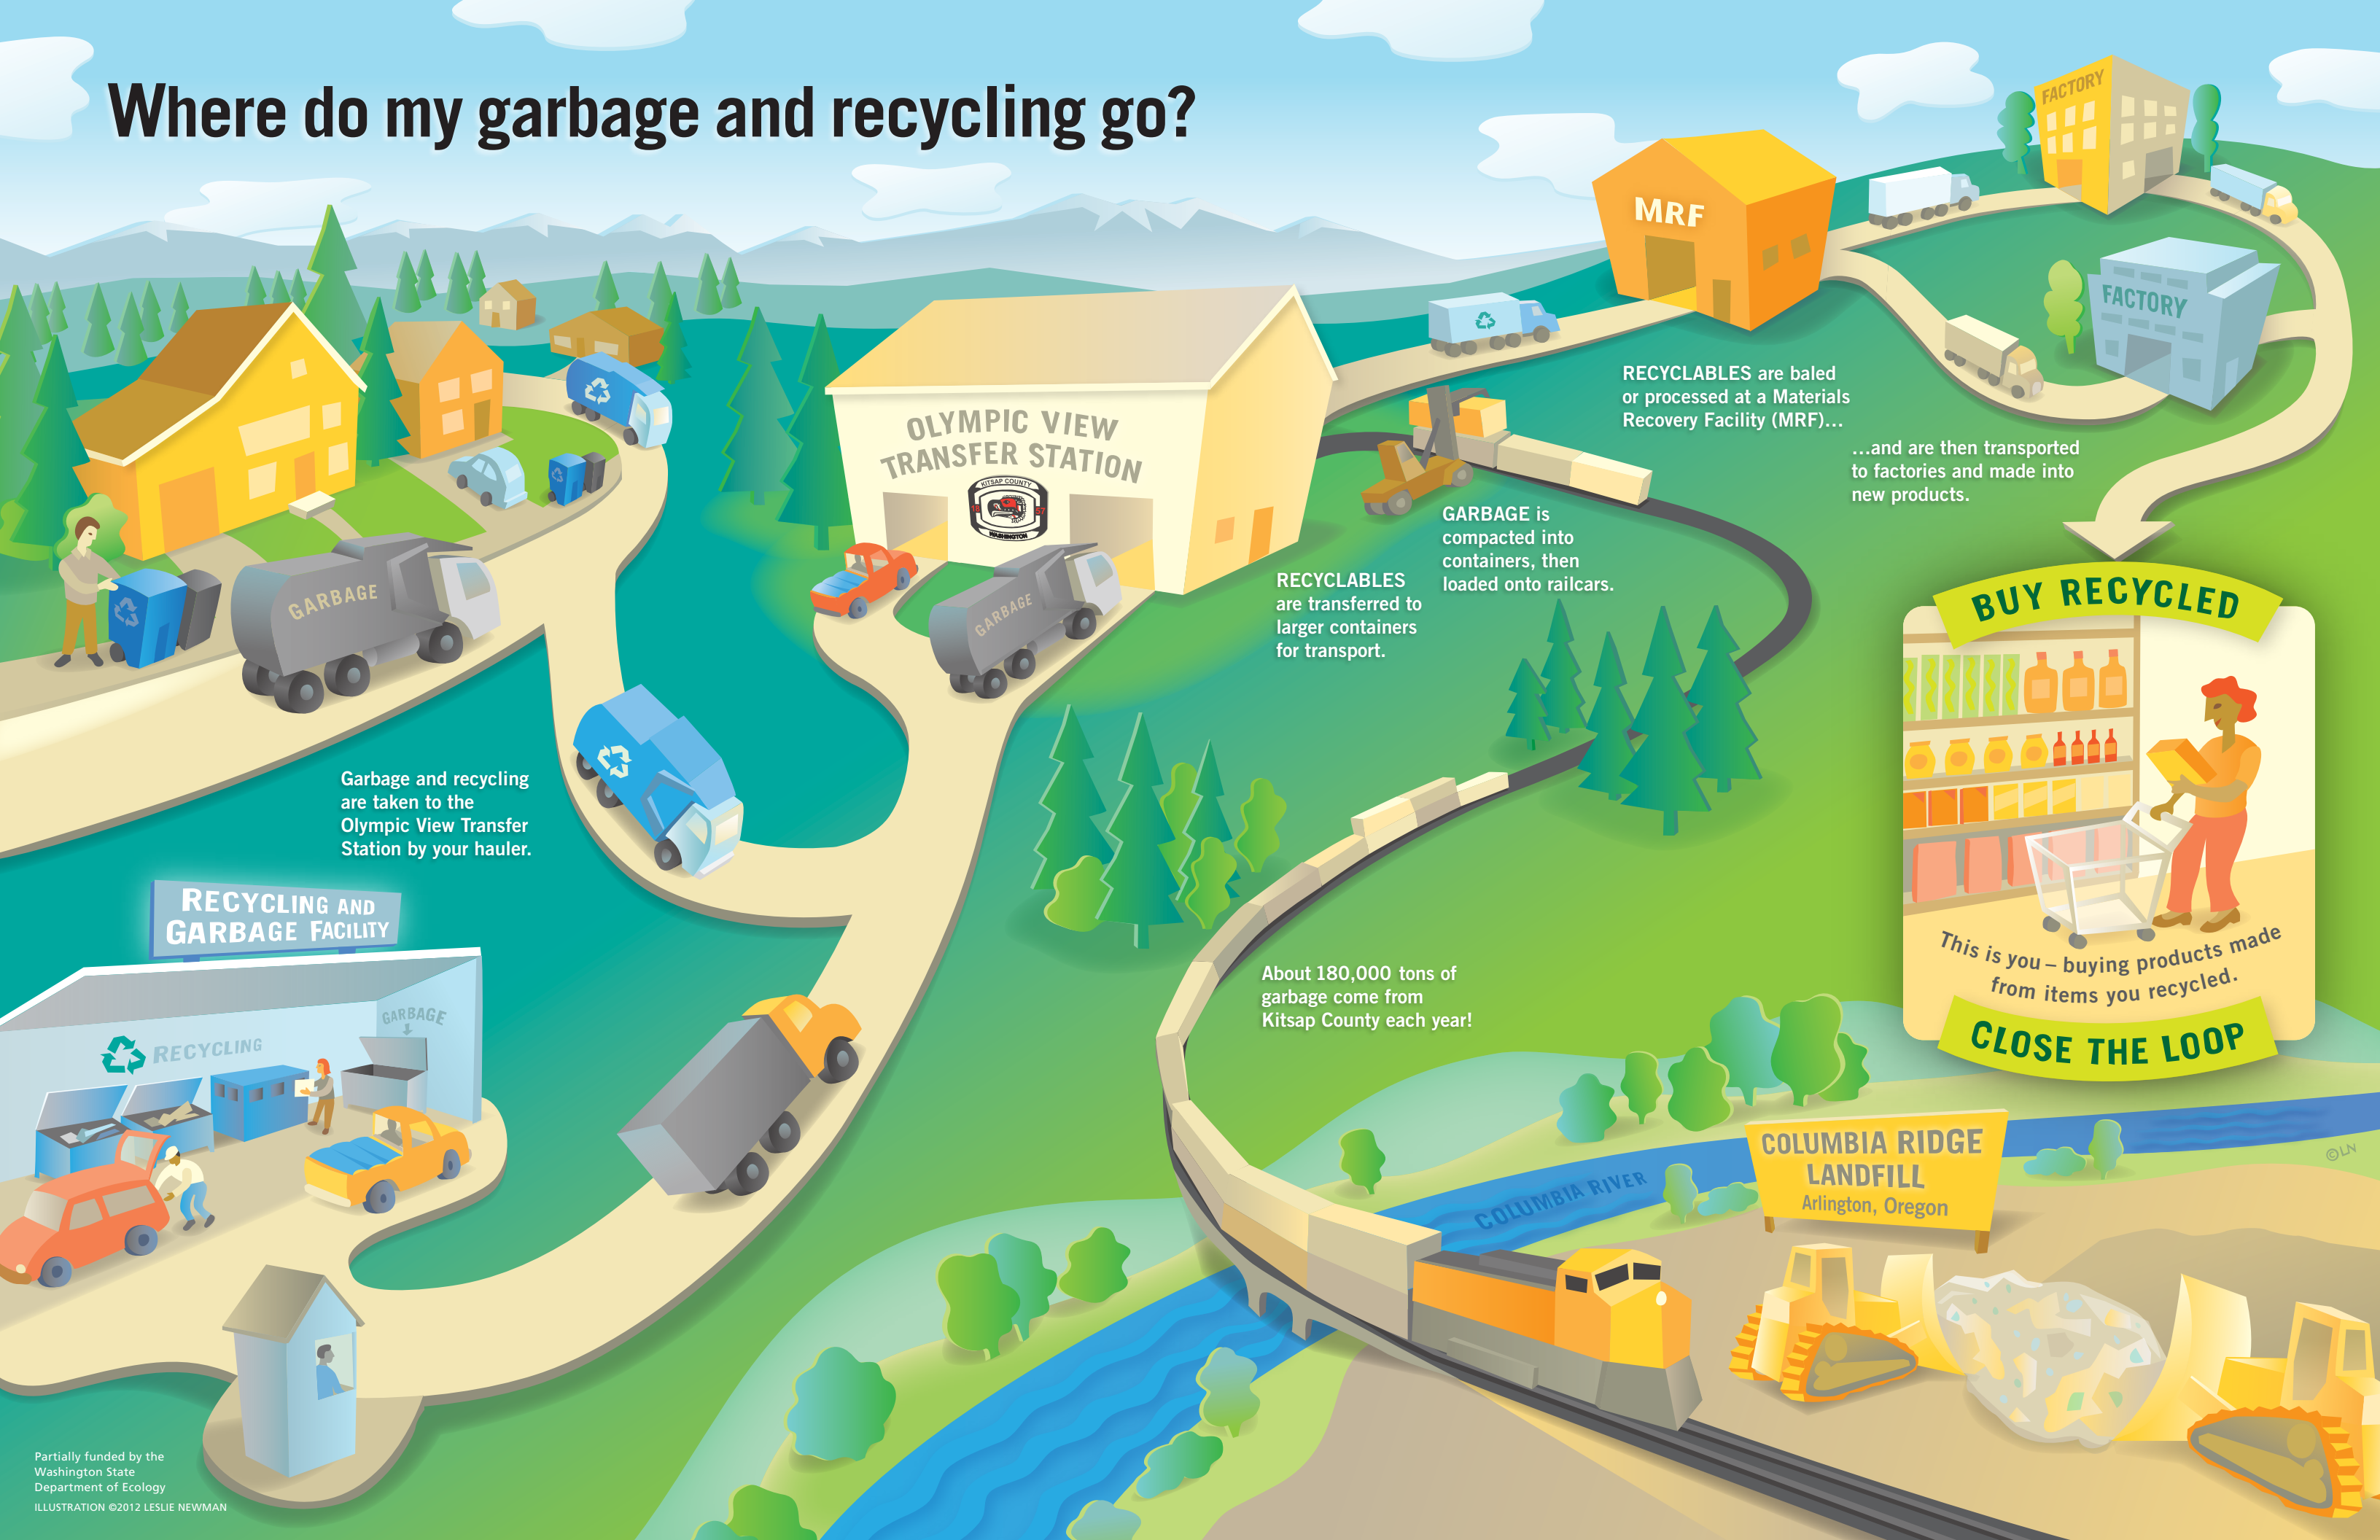 Where do my garbage and recycling go?
FACTORY
MRF
FACTORY
OLYMPIC VIEW
TRANSFER STATION
KITSAP COUNTY
57
WASHINGTON
RECYCLABLES are baled
or processed at a Materials
Recovery Facility (MRF)...
...and are then transported
to factories and made into
new products.
GARBAGE is
compacted into
containers, then
loaded onto railcars.
RECYCLABLES
are transferred to
larger containers
for transport.
GARBAGE
GARBAGE
BUY RECYCLED
Garbage and recycling
are taken to the
Olympic View Transfer
Station by your hauler.
RECYCLING AND
GARBAGE FACILITY
GARBAGE
RECYCLING
About 180,000 tons of
garbage come from
Kitsap County each year!
This is you – buying products made
from items you recycled.
CLOSE THE LOOP
COLUMBIA RIVER
COLUMBIA RIDGE
LANDFILL
Arlington, Oregon
©LN
Partially funded by the
Washington State
Department of Ecology
ILLUSTRATION ©2012 LESLIE NEWMAN